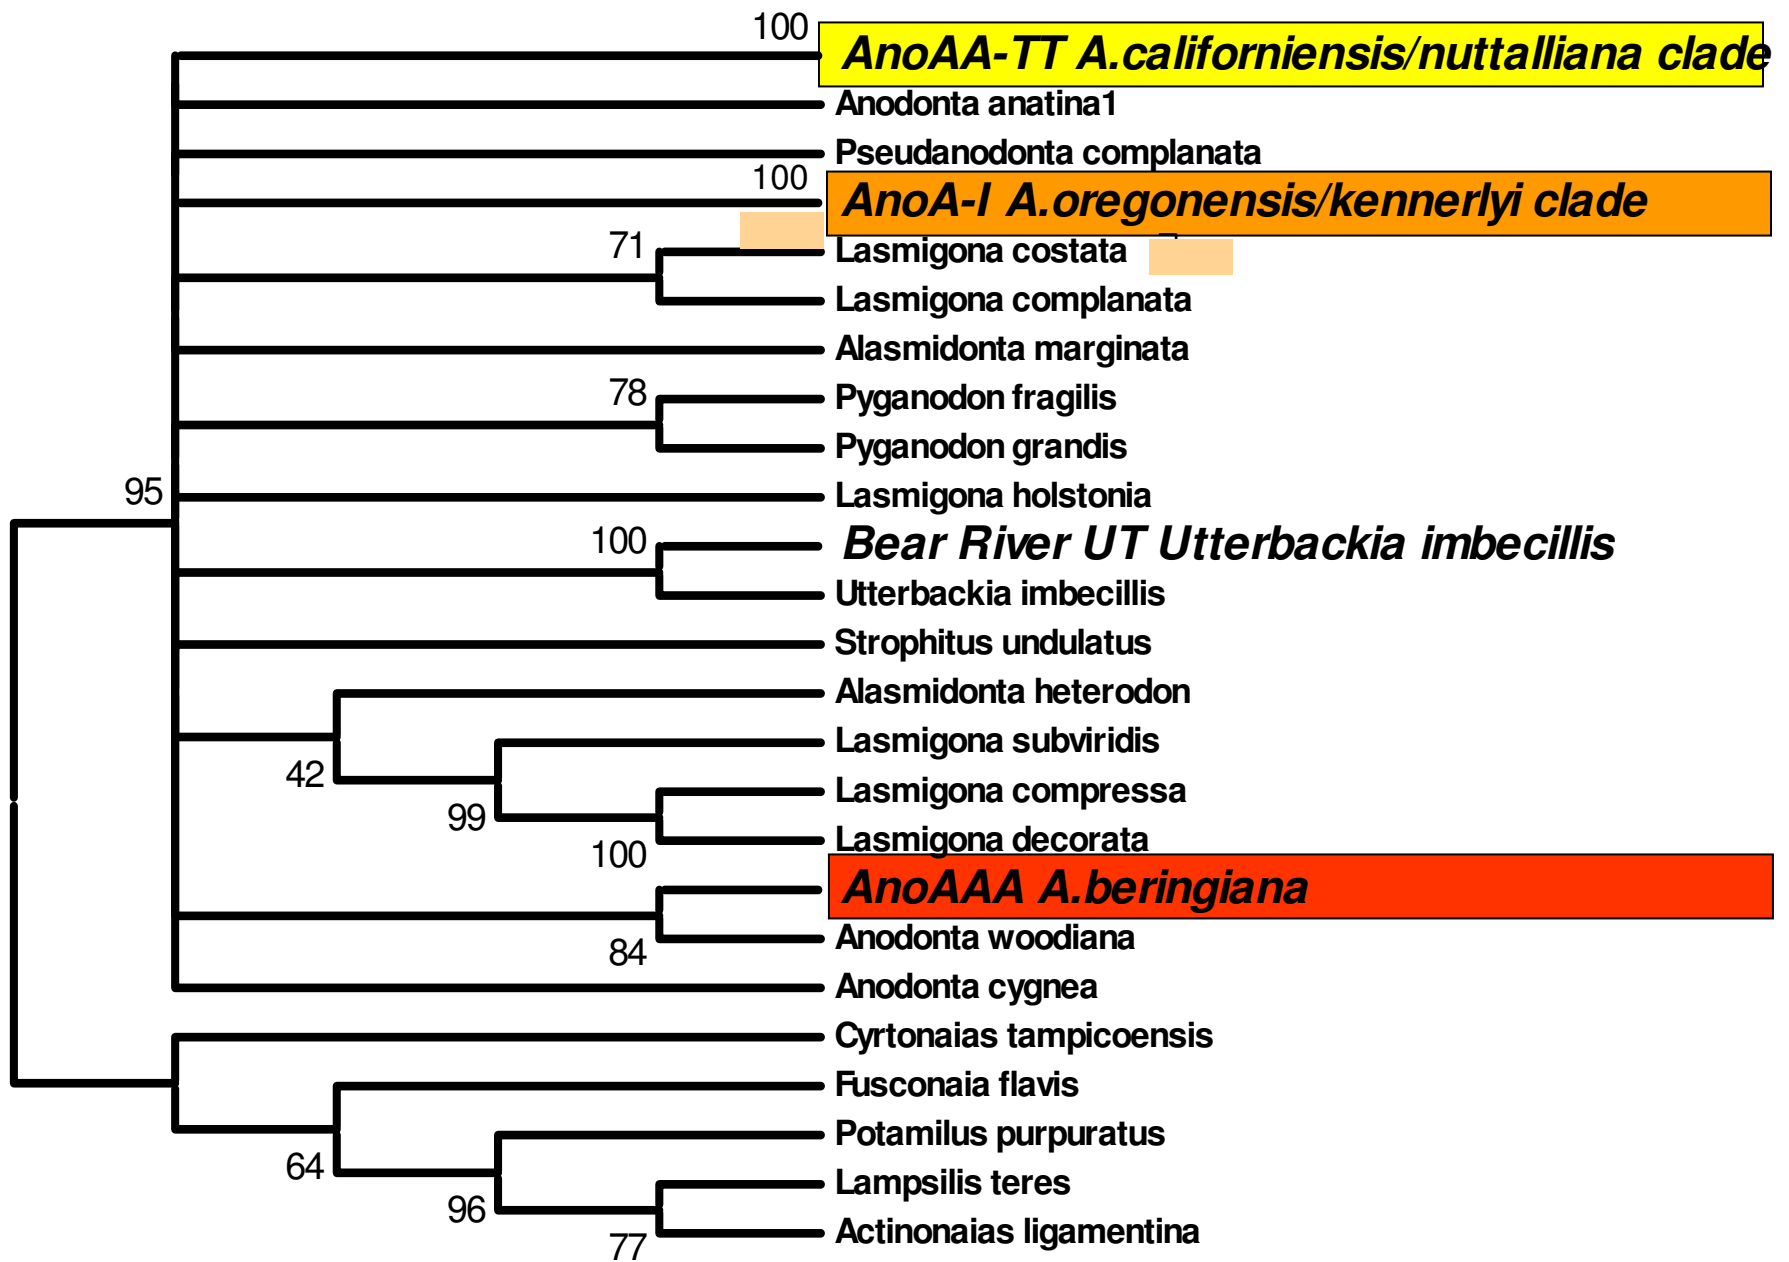 100
AnoAA-TT A.californiensis/nuttalliana clade
Anodonta anatina1
Pseudanodonta complanata
100
AnoA-I A.oregonensis/kennerlyi clade
71
Lasmigona costata
Lasmigona complanata
Alasmidonta marginata
78
Pyganodon fragilis
Pyganodon grandis
95
Lasmigona holstonia
100
Bear River UT Utterbackia imbecillis
Utterbackia imbecillis
Strophitus undulatus
Alasmidonta heterodon
42
Lasmigona subviridis
99
Lasmigona compressa
100
Lasmigona decorata
AnoAAA A.beringiana
84
Anodonta woodiana
Anodonta cygnea
Cyrtonaias tampicoensis
Fusconaia flavis
64
Potamilus purpuratus
96
Lampsilis teres
77
Actinonaias ligamentina